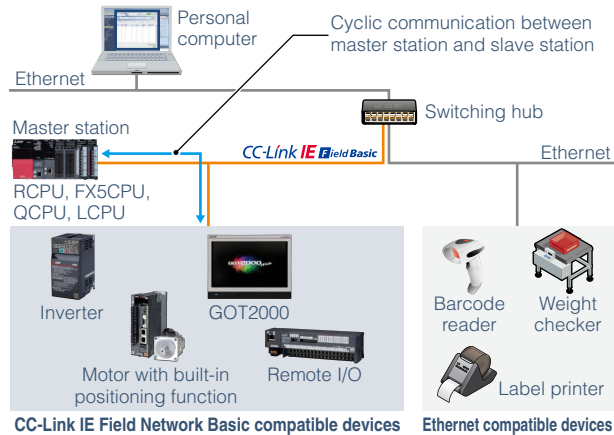 Personal
computer
Cyclic communication between
master station and slave station
Ethernet
Switching hub
Master station
CC-Link IE Field Basic
Ethernet
RCPU, FX5CPU,
QCPU, LCPU
Inverter
GOT2000
GOT2000
Barcode
reader
Weight
checker
Motor with built-in
positioning function
Remote I/O
Label printer
CC-Link IE Field Network Basic compatible devices
Ethernet compatible devices